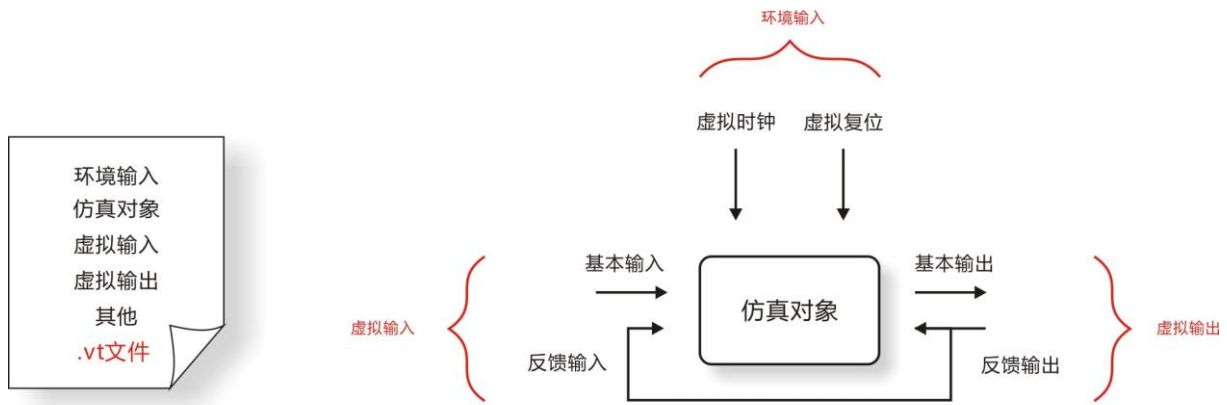 环境输入
仿真对象
虚拟输入
虚拟输出
其他
.vt文件
环境输入
虚拟时钟
虚拟复位
虚拟输入
基本输入
反馈输入
仿真对象
基本输出
反馈输出
虚拟输出